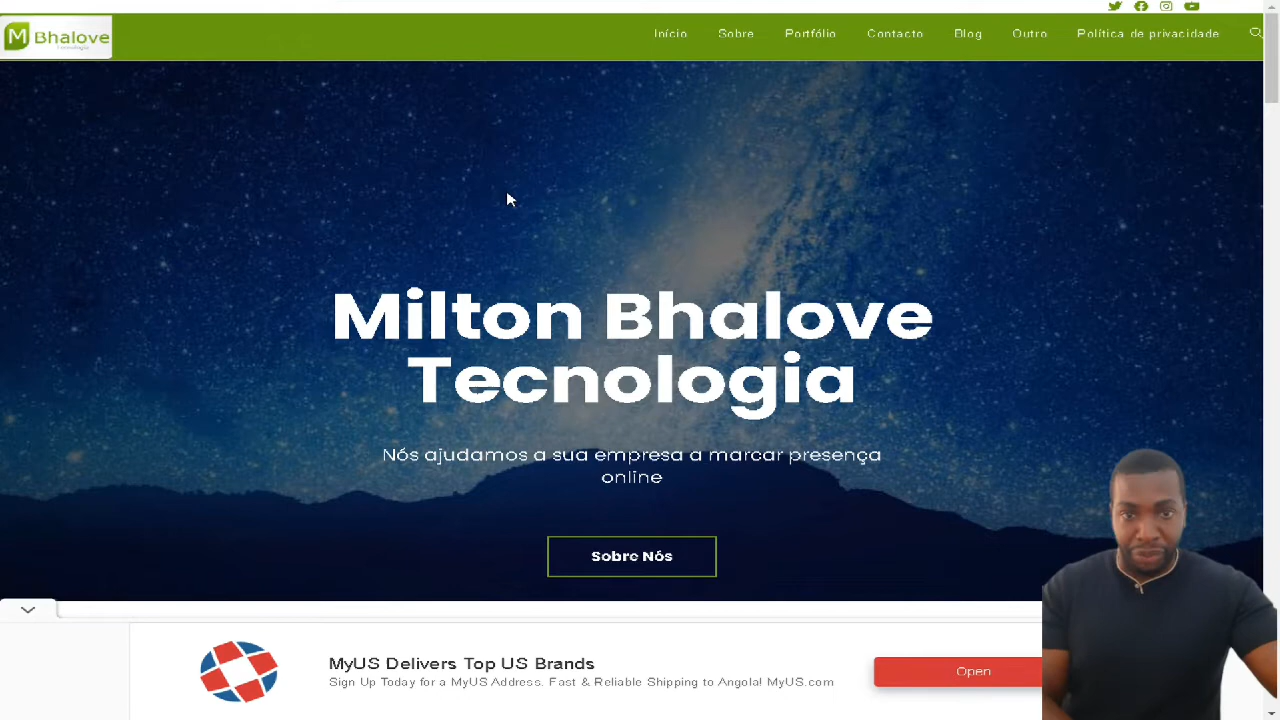 M Bhalove
Tecnologia
Início Sobre Portfólio Contacto Blog Outro Política de privacidade
Milton Bhalove
Tecnologia
Nós ajudamos a sua empresa a marcar presença
online
Sobre Nós
MyUS Delivers Top US Brands
Sign Up Today for a MyUS Address. Fast & Reliable Shipping to Angola! MyUS.com
Open